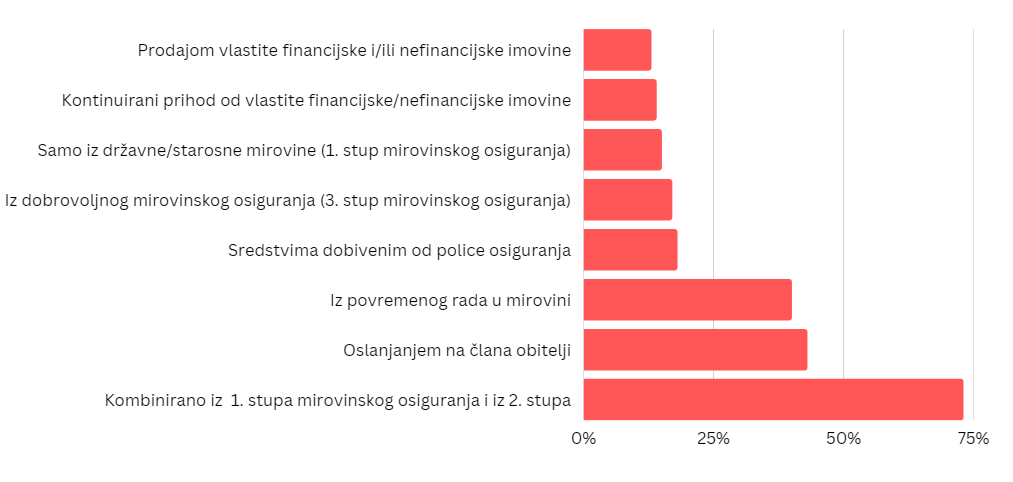 Prodajom vlastite financijske i/ili nefinancijske imovine
Kontinuirani prihod od vlastite financijske/nefinancijske imovine
Samo iz državne/starosne mirovine (1. stup mirovinskog osiguranja)
Iz dobrovoljnog mirovinskog osiguranja (3. stup mirovinskog osiguranja)
Sredstvima dobivenim od police osiguranja
Iz povremenog rada u mirovini
Oslanjanjem na člana obitelji
Kombinirano iz  1. stupa mirovinskog osiguranja i iz 2. stupa
0% 25% 50% 75%